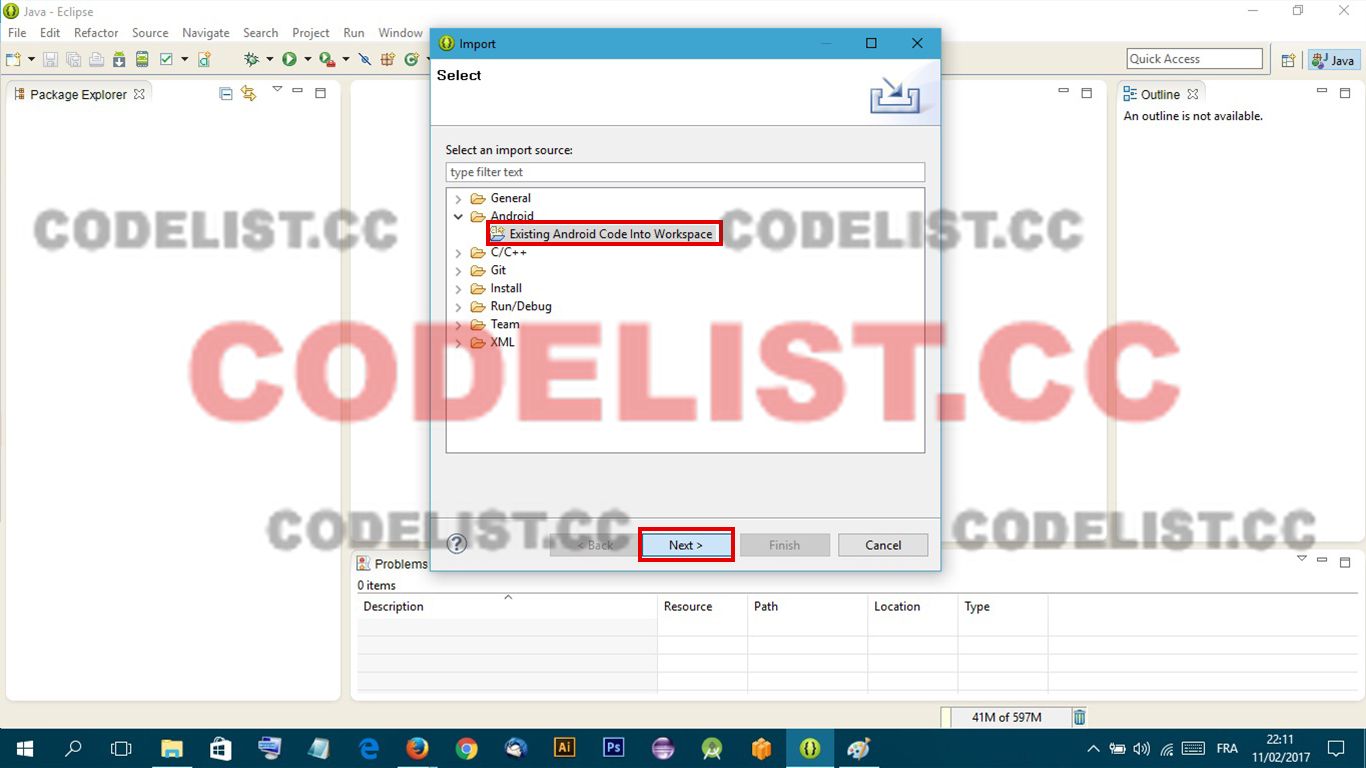 Java - Eclipse
File Edit Refactor Source Navigate Search Project Run Window
Quick Access
Java
Package Explorer
Import
Select
Outline
An outline is not available.
Select an import source:
type filter text
General
Android
Existing Android Code Into Workspace
C/C++
Git
Install
Run/Debug
Team
XML
CODELIST.CC
CODELIST.CC
CODELIST.CC
CODELIST.CC
CODELIST.CC
< Back Next > Finish Cancel
Problems
0 items
Description Resource Path Location Type
41M of 597M
Ai
Ps
FRA
22:11
11/02/2017